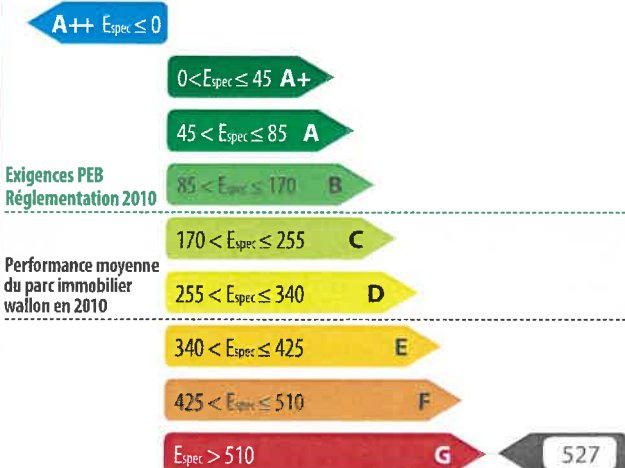 A++ Espec ≤ 0
0<Espec ≤ 45 A+
45 < Espec ≤ 85 A
Exigences PEB
Réglementation 2010
85 < Espec ≤ 170 B
170 < Espec ≤ 255 C
Performance moyenne
du parc immobilier
wallon en 2010
255 < Espec ≤ 340 D
340 < Espec ≤ 425 E
425 < Espec ≤ 510 F
Espec > 510 G 527